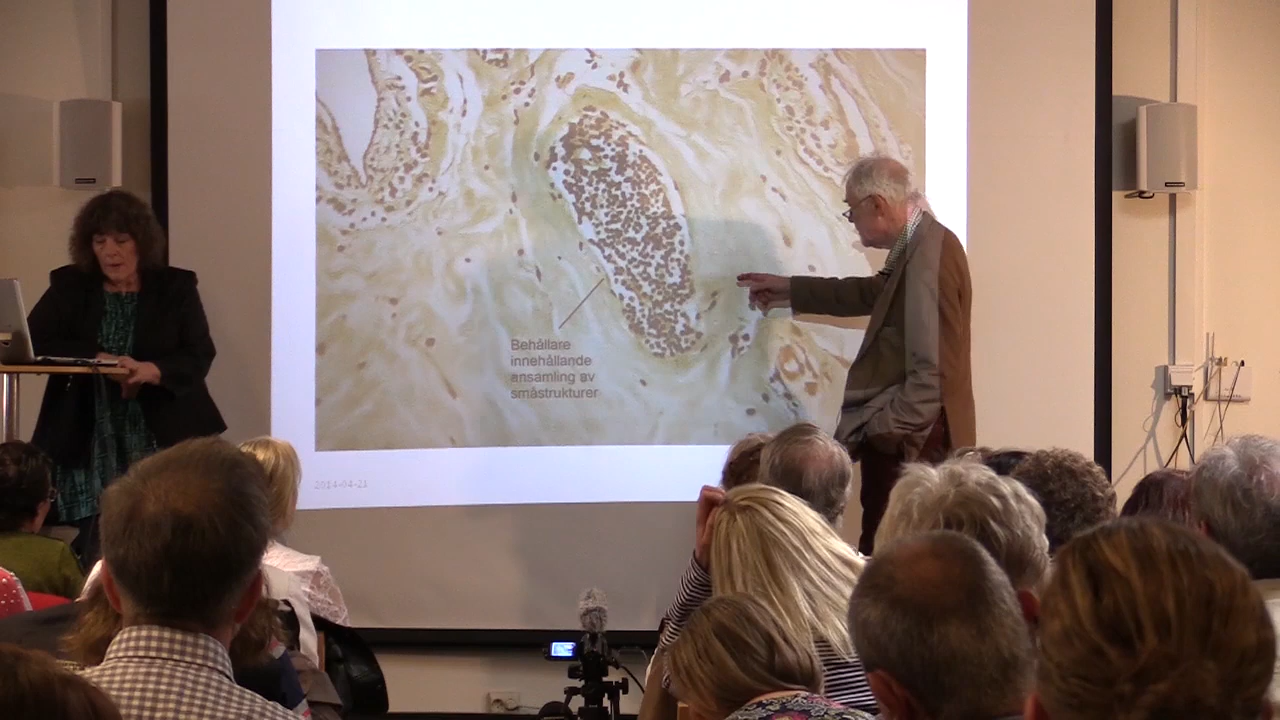 Behållare
innehållande
ansamling av
småstrukturer
2014-04-21